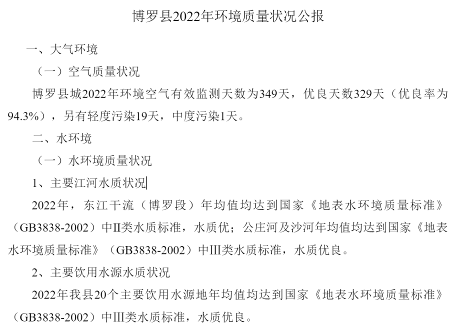 博罗县2022年环境质量状况公报
一、大气环境
（一）空气质量状况
博罗县城2022年环境空气有效监测天数为349天，优良天数329天（优良率为
94.3%），另有轻度污染19天，中度污染1天。
二、水环境
（一）水环境质量状况
1、主要江河水质状况
2022年，东江干流（博罗段）年均值均达到国家《地表水环境质量标准》
（GB3838-2002）中Ⅱ类水质标准，水质优；公庄河及沙河年均值均达到国家《地表
水环境质量标准》（GB3838-2002）中Ⅲ类水质标准，水质优良。
2、主要饮用水源水质状况
2022年我县20个主要饮用水源地年均值均达到国家《地表水环境质量标准》
（GB3838-2002）中Ⅲ类水质标准，水质优良。